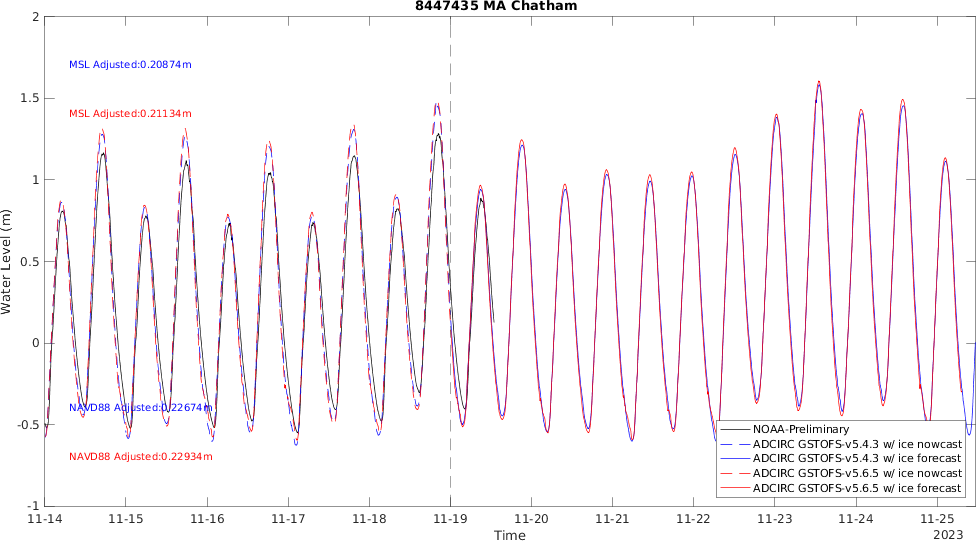 8447435 MA Chatham
2
1.5
1
0.5
0
-0.5
-1
Water Level (m)
MSL Adjusted:0.20874m
MSL Adjusted:0.21134m
NAVD88 Adjusted:0.22674m
NAVD88 Adjusted:0.22934m
NOAA-Preliminary
ADCIRC GSTOFS-v5.4.3 w/ ice nowcast
ADCIRC GSTOFS-v5.4.3 w/ ice forecast
ADCIRC GSTOFS-v5.6.5 w/ ice nowcast
ADCIRC GSTOFS-v5.6.5 w/ ice forecast
11-14 11-15 11-16 11-17 11-18 11-19 11-20 11-21 11-22 11-23 11-24 11-25
Time
2023